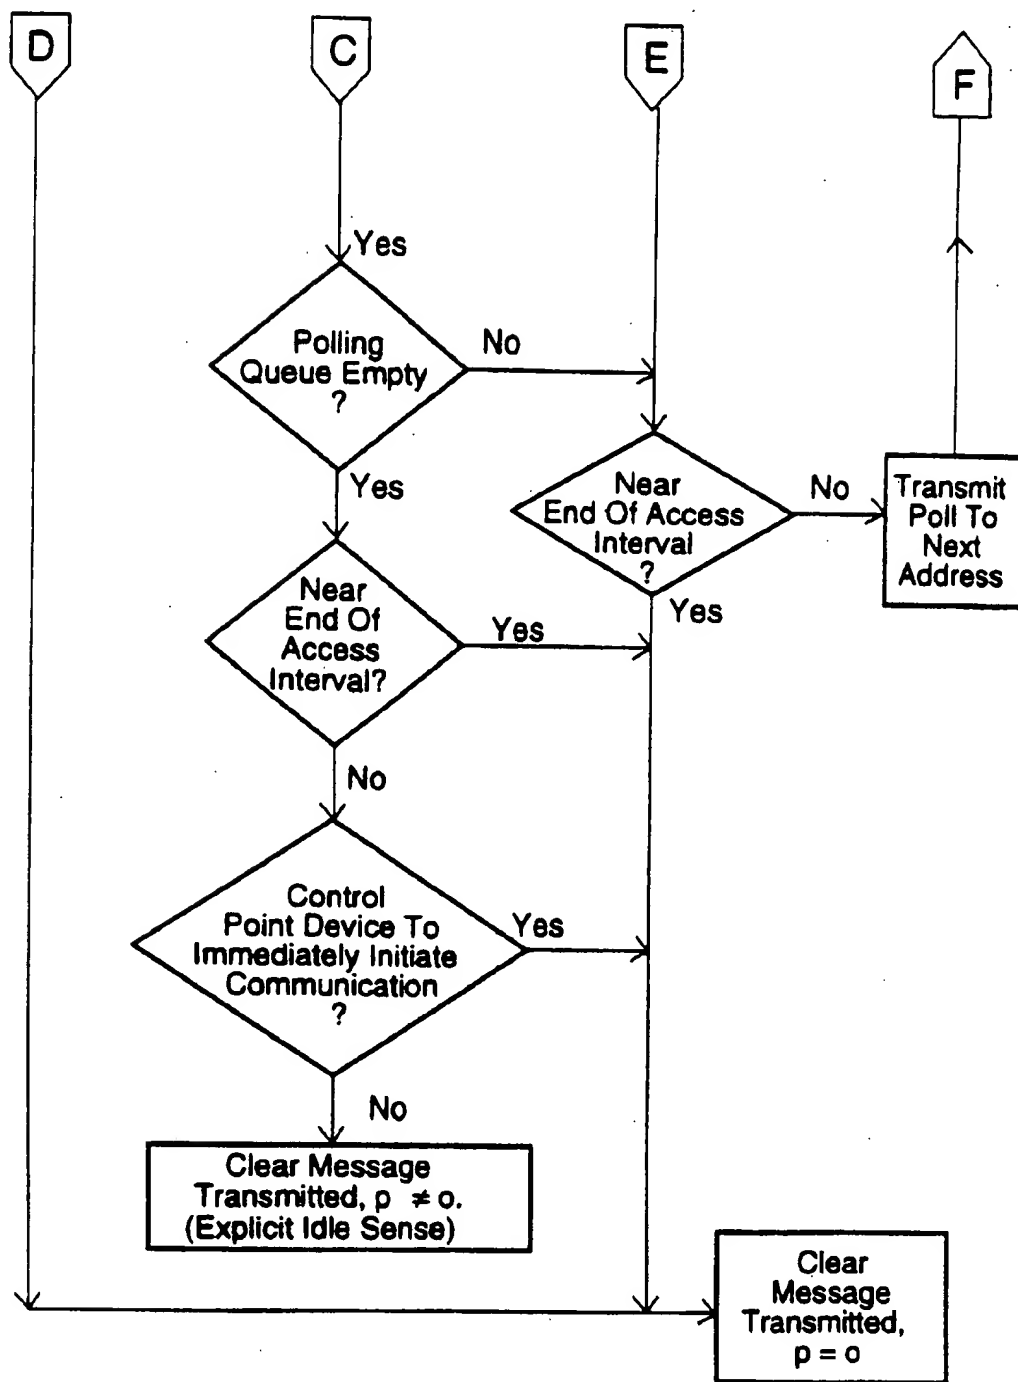 D
C
E
F
Yes
Polling
Queue Empty
?
No
Yes
Near
End Of Access
Interval
?
No
Yes
Transmit
Poll To
Next
Address
Near
End Of
Access
Interval?
Yes
No
Control
Point Device To
Immediately Initiate
Communication
?
Yes
No
Clear Message
Transmitted, p ≠ o.
(Explicit Idle Sense)
Clear
Message
Transmitted,
p = o